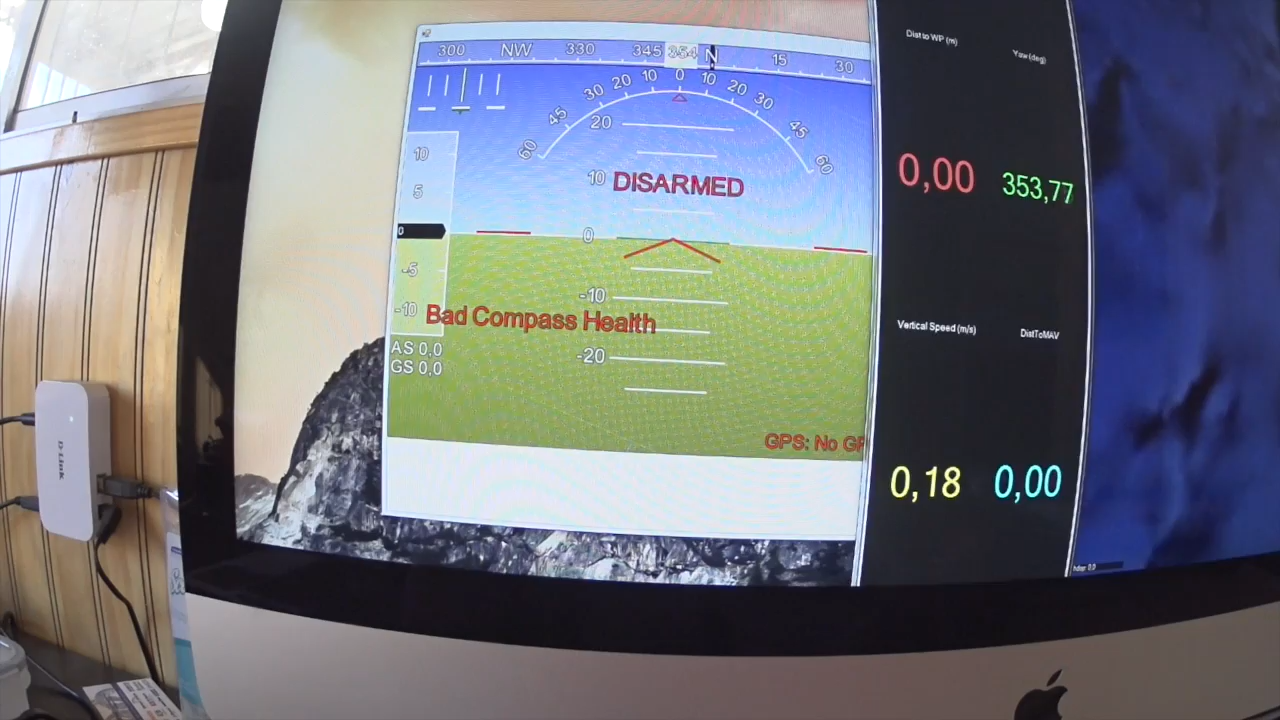 300 NW 330 345 354 N 15 30
60 45 30 20 10 0 10 20 30 45 60
20
10
DISARMED
0
-10
-20
10
5
0
-5
-10
Bad Compass Health
AS 0,0
GS 0,0
GPS: No GP
Dist to WP (m)
Yaw (deg)
0,00
353,77
Vertical Speed (m/s)
DistToMAV
0,18
0,00
hdop: 0,0
D-Link